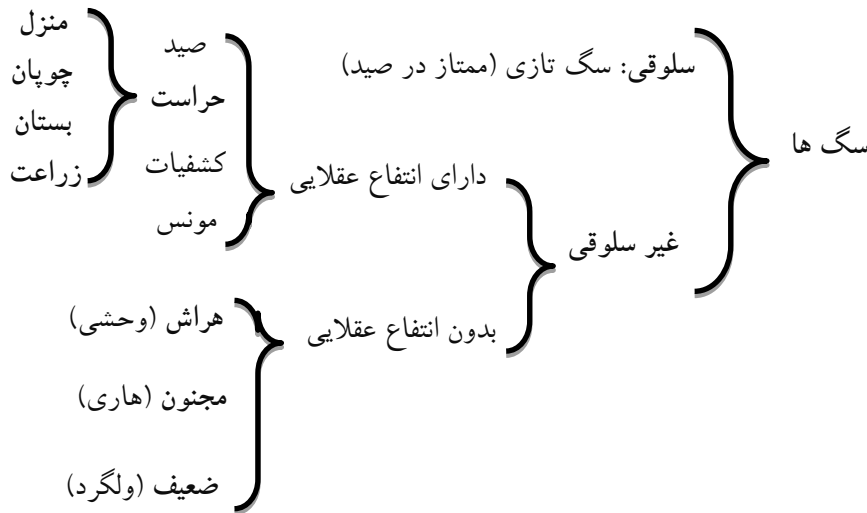 سگ ها
سلوقی: سگ تازی (ممتاز در صید)
غیر سلوقی
دارای انتفاع عقلایی
صید
حراست
منزل
چوپان
بستان
زراعت
کشفیات
مونس
بدون انتفاع عقلایی
هراش (وحشی)
مجنون (هاری)
ضعیف (ولگرد)